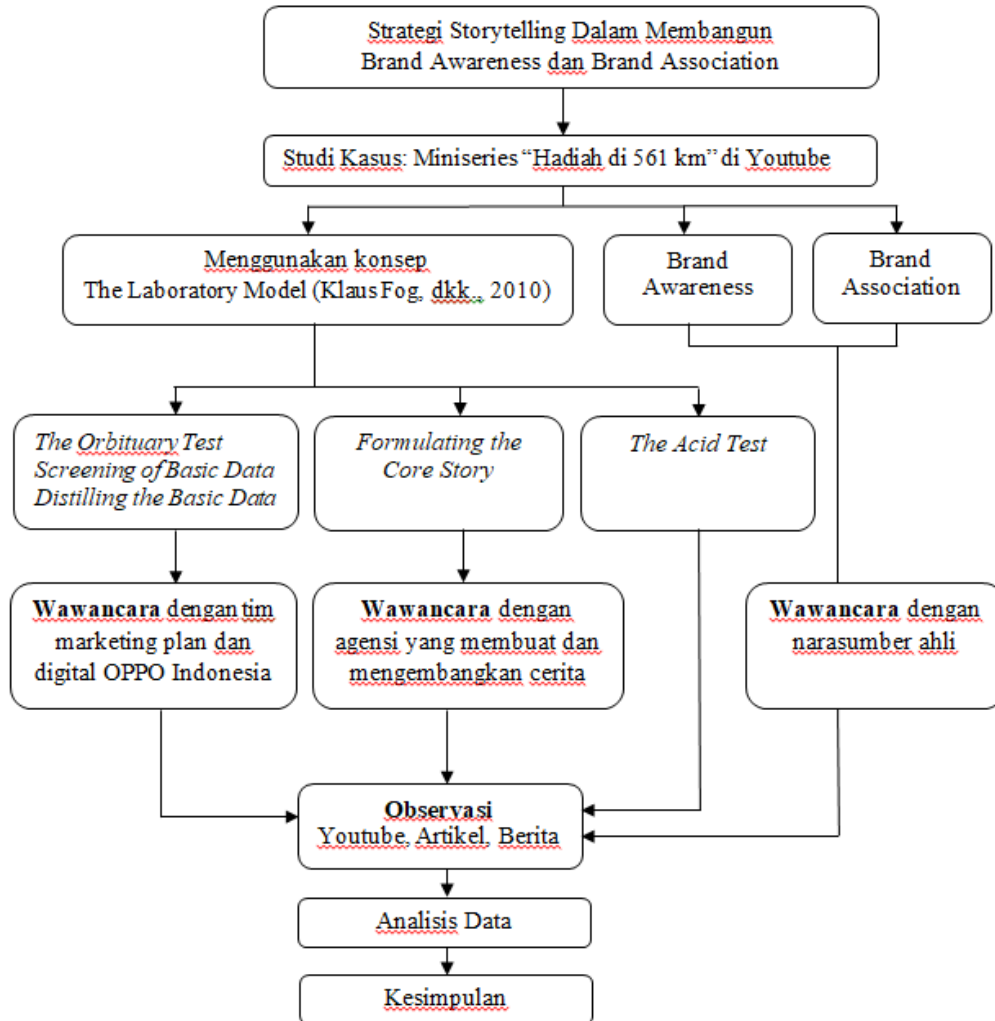 Strategi Storytelling Dalam Membangun
Brand Awareness dan Brand Association
Studi Kasus: Miniseries “Hadiah di 561 km” di Youtube
Menggunakan konsep
The Laboratory Model (Klaus Fog, dkk., 2010)
Brand
Awareness
Brand
Association
The Orbituary Test
Screening of Basic Data
Distilling the Basic Data
Formulating the
Core Story
The Acid Test
Wawancara dengan tim
marketing plan dan
digital OPPO Indonesia
Wawancara dengan
agensi yang membuat dan
mengembangkan cerita
Wawancara dengan
narasumber ahli
Observasi
Youtube, Artikel, Berita
Analisis Data
Kesimpulan